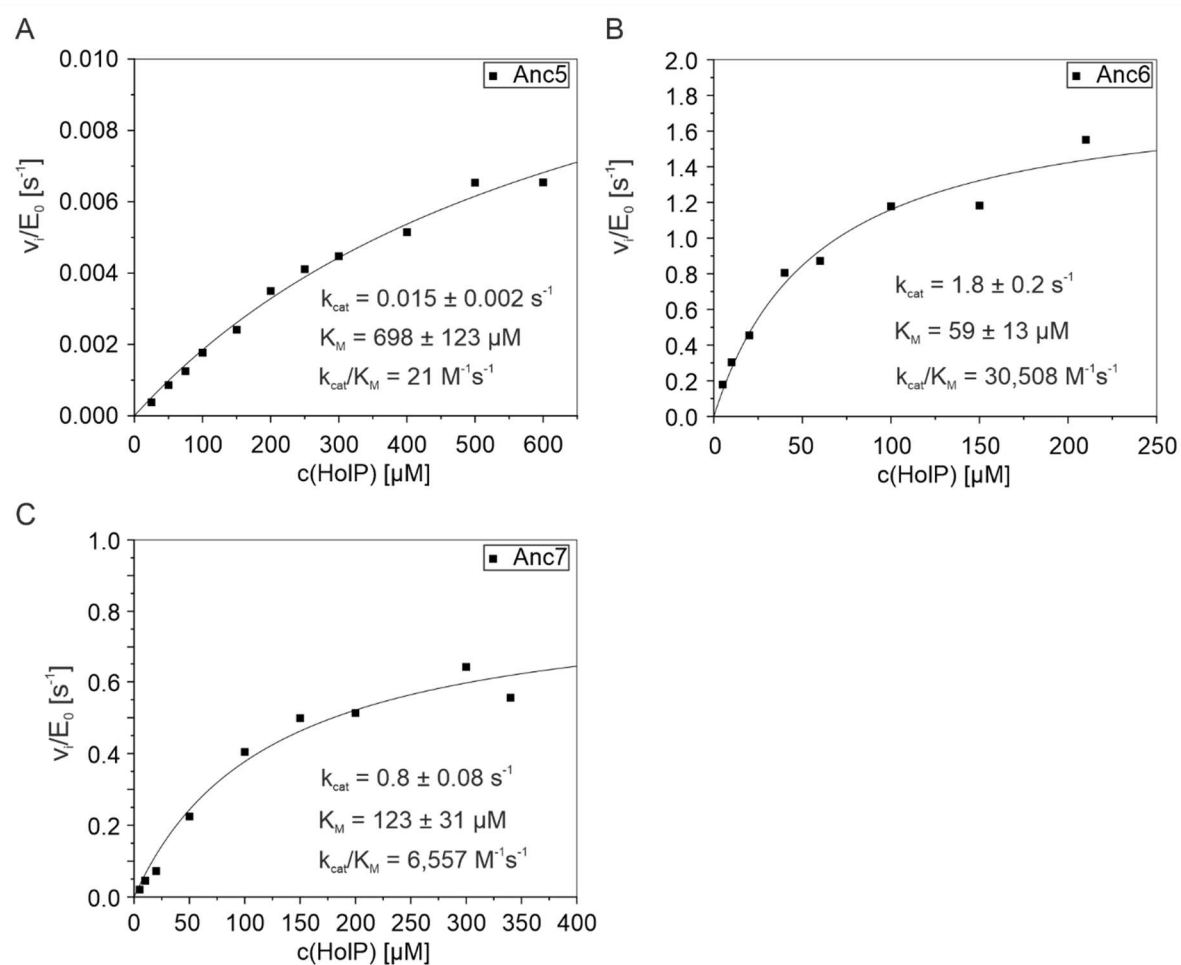 A
Anc5
0.010
0.008
0.006
0.004
0.002
0.000
vᵢ/E₀ [s⁻¹]
k_cat = 0.015 ± 0.002 s⁻¹
K_M = 698 ± 123 µM
k_cat/K_M = 21 M⁻¹s⁻¹
0 100 200 300 400 500 600
c(HolP) [µM]
B
Anc6
2.0
1.8
1.6
1.4
1.2
1.0
0.8
0.6
0.4
0.2
0.0
vᵢ/E₀ [s⁻¹]
k_cat = 1.8 ± 0.2 s⁻¹
K_M = 59 ± 13 µM
k_cat/K_M = 30,508 M⁻¹s⁻¹
0 50 100 150 200 250
c(HolP) [µM]
C
Anc7
1.0
0.8
0.6
0.4
0.2
0.0
vᵢ/E₀ [s⁻¹]
k_cat = 0.8 ± 0.08 s⁻¹
K_M = 123 ± 31 µM
k_cat/K_M = 6,557 M⁻¹s⁻¹
0 50 100 150 200 250 300 350 400
c(HolP) [µM]